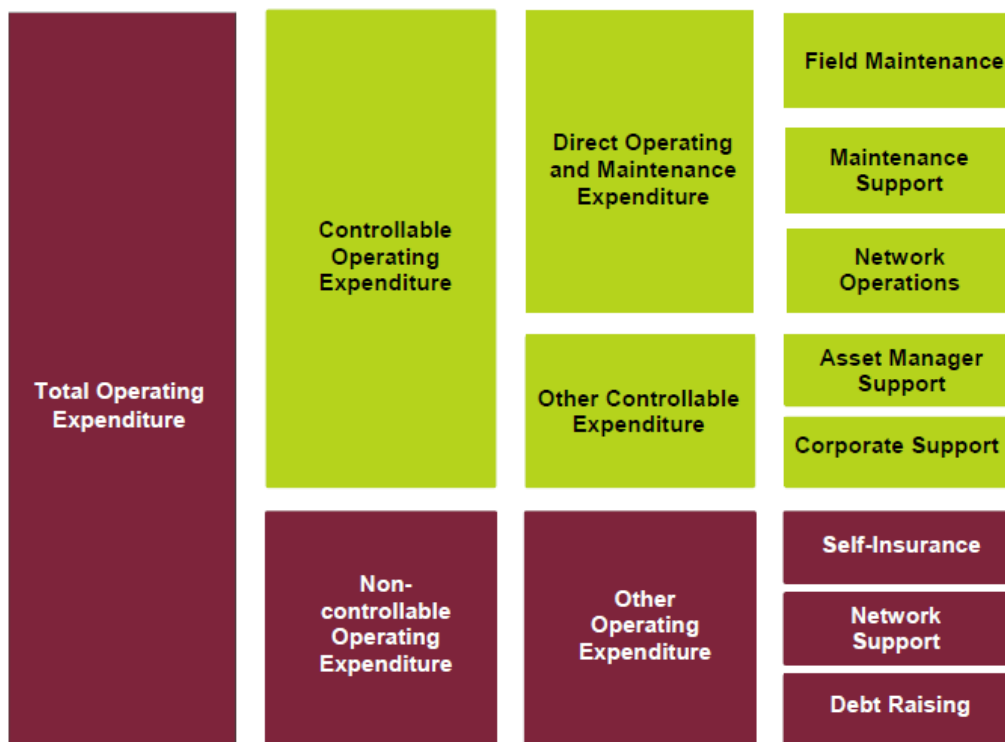 Total Operating
Expenditure
Controllable
Operating
Expenditure
Non-
controllable
Operating
Expenditure
Direct Operating
and Maintenance
Expenditure
Other Controllable
Expenditure
Other
Operating
Expenditure
Field Maintenance
Maintenance
Support
Network
Operations
Asset Manager
Support
Corporate Support
Self-Insurance
Network
Support
Debt Raising